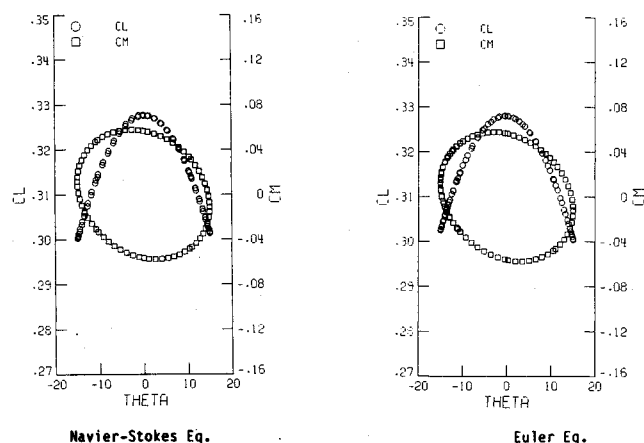 .35
.34
.33
.32
.31
.30
.29
.28
.27
CL
○ CL
□ CM
.16
.12
.08
.04
0
-.04
-.08
-.12
-.16
CM
-20 -10 0 10 20
THETA
Navier-Stokes Eq.
.35
.34
.33
.32
.31
.30
.29
.28
.27
CL
○ CL
□ CM
.16
.12
.08
.04
0
-.04
-.08
-.12
-.16
CM
-20 -10 0 10 20
THETA
Euler Eq.